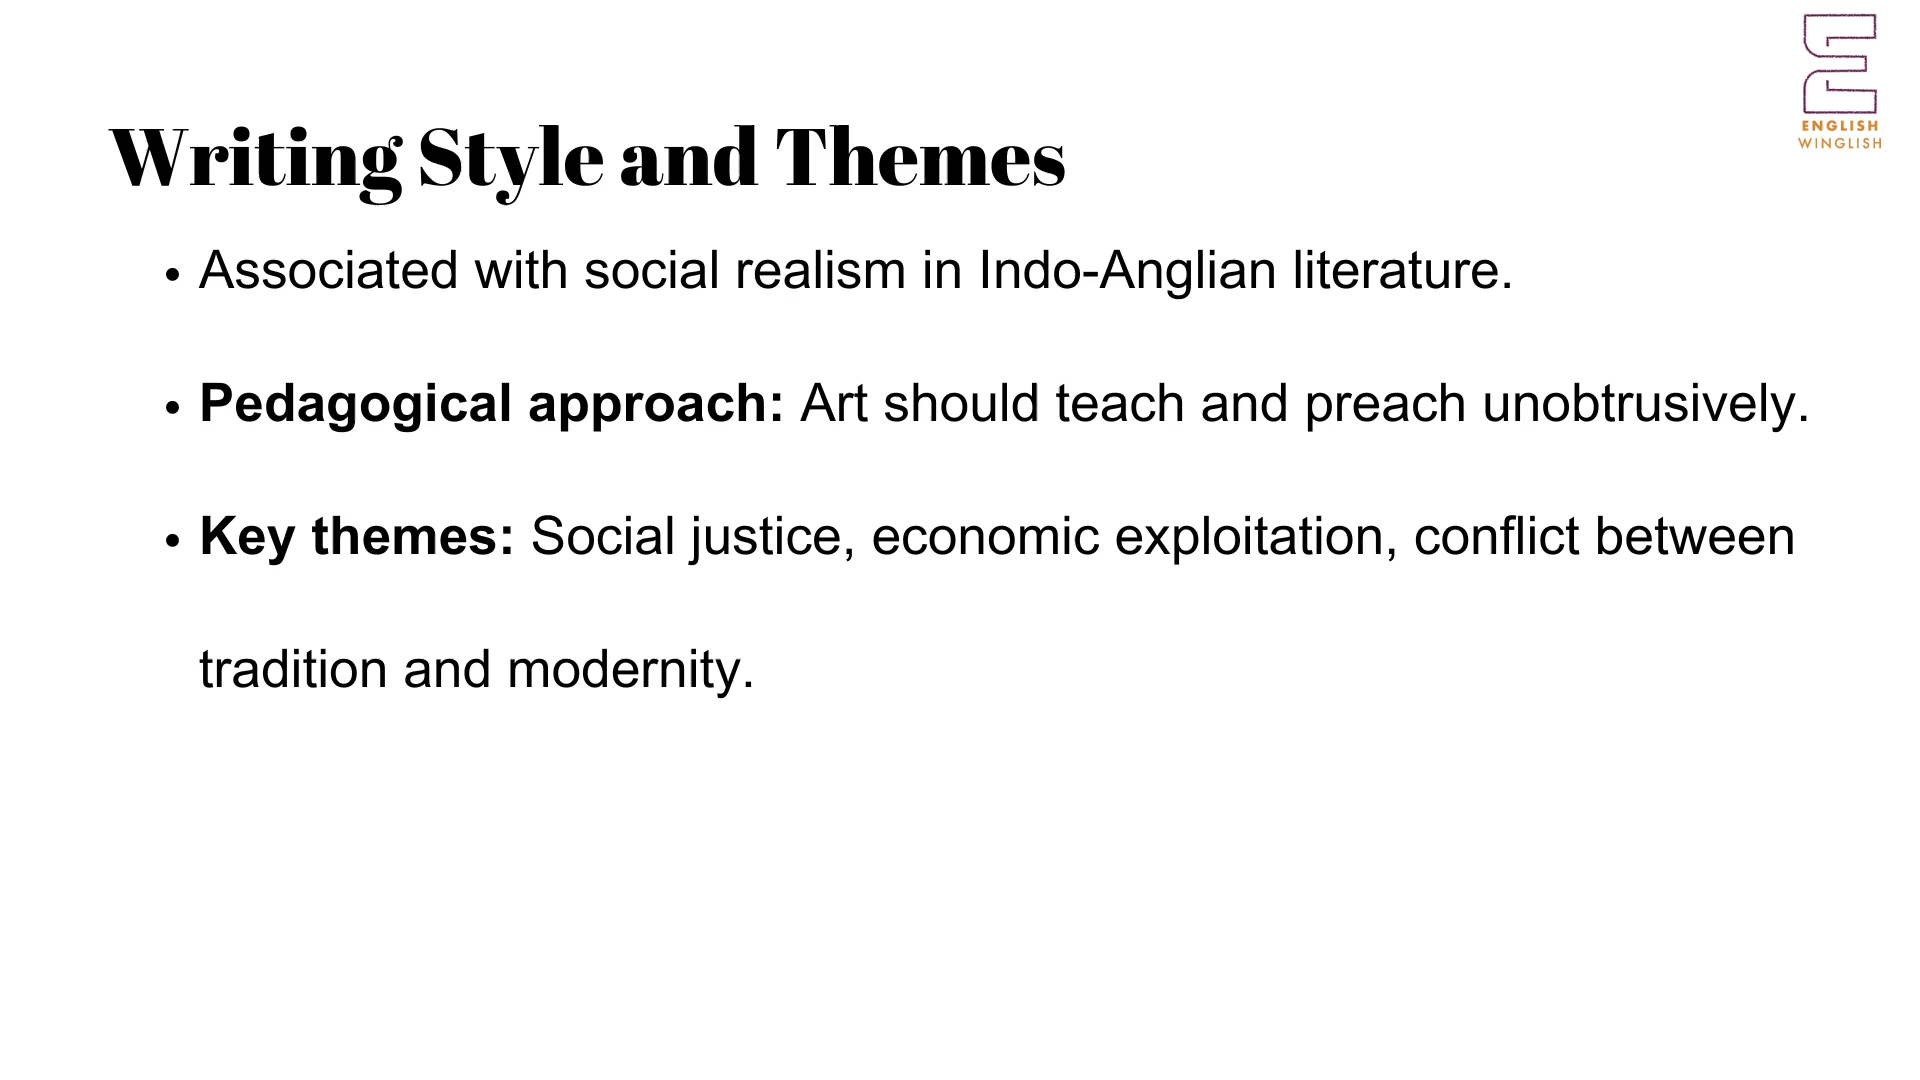 ENGLISH
WINGLISH
Writing Style and Themes
• Associated with social realism in Indo-Anglian literature.
• Pedagogical approach: Art should teach and preach unobtrusively.
• Key themes: Social justice, economic exploitation, conflict between
tradition and modernity.